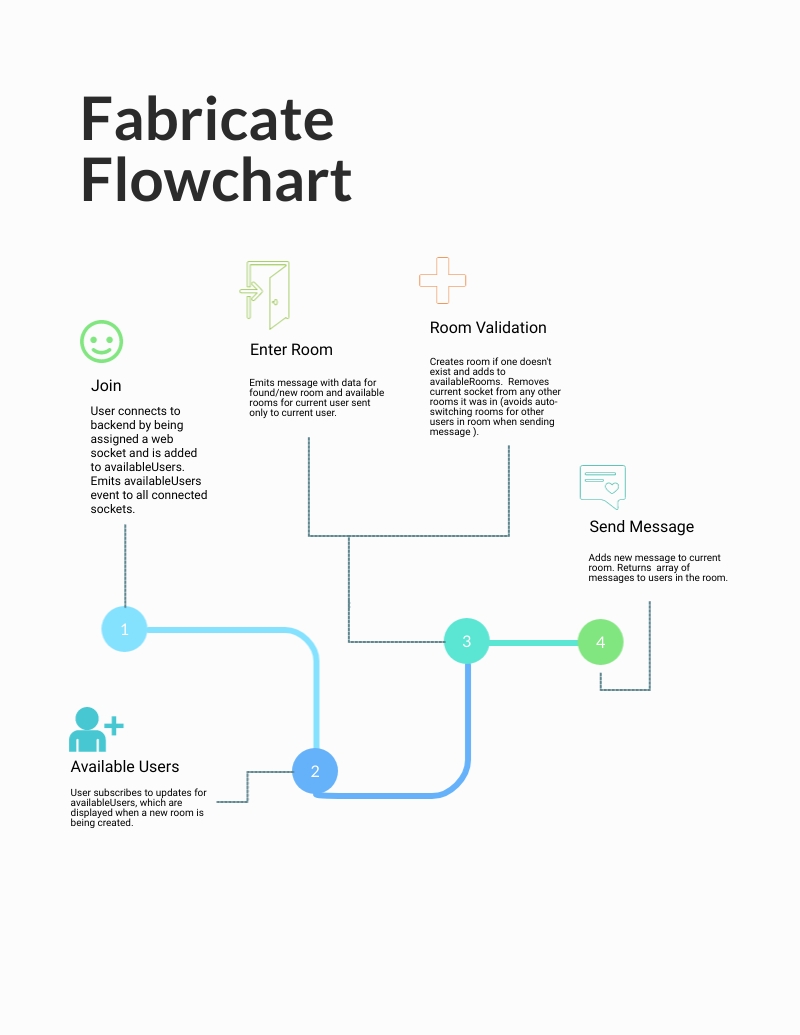 Fabricate
Flowchart
Join
User connects to
backend by being
assigned a web
socket and is added
to availableUsers.
Emits availableUsers
event to all connected
sockets.
Enter Room
Emits message with data for
found/new room and available
rooms for current user sent
only to current user.
Room Validation
Creates room if one doesn't
exist and adds to
availableRooms.  Removes
current socket from any other
rooms it was in (avoids auto-
switching rooms for other
users in room when sending
message ).
Send Message
Adds new message to current
room. Returns  array of
messages to users in the room.
1
3
4
2
Available Users
User subscribes to updates for
availableUsers, which are
displayed when a new room is
being created.